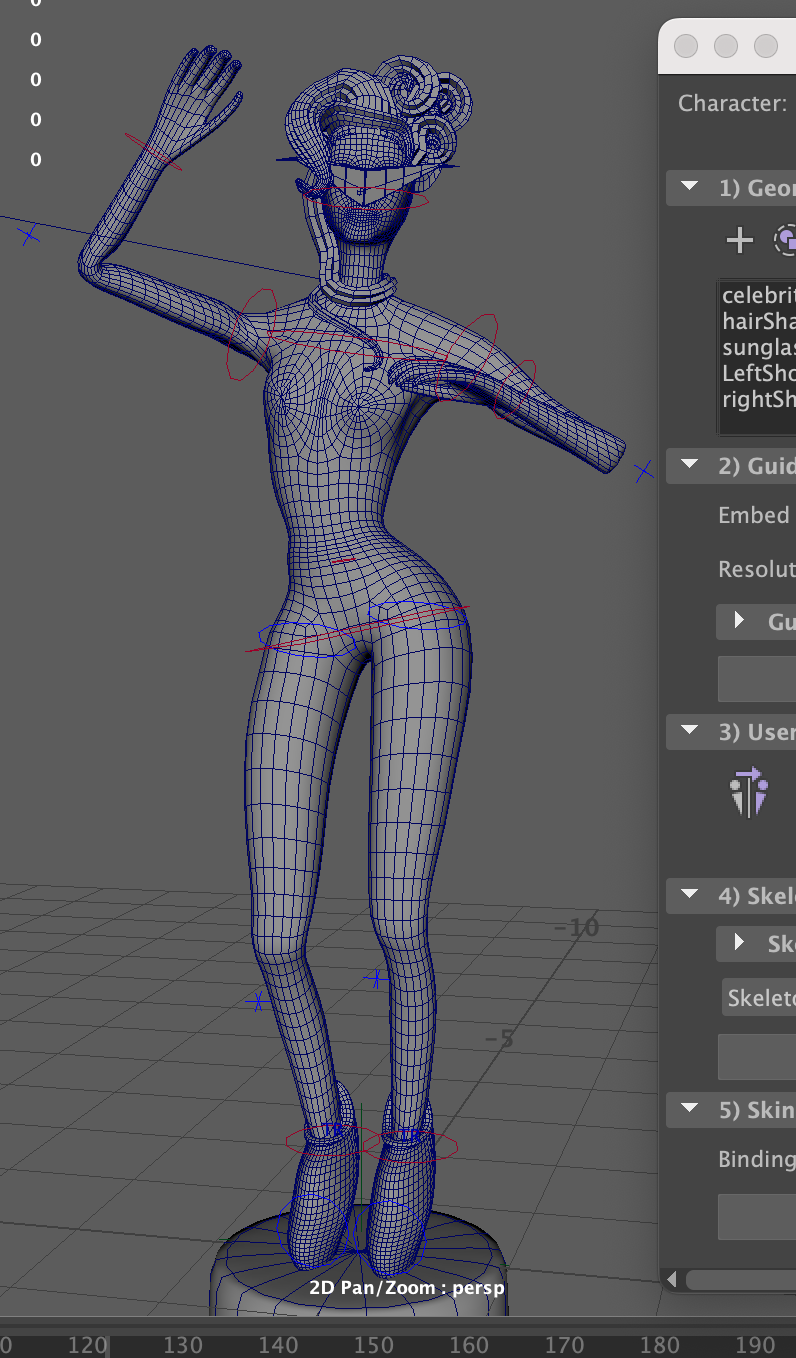 0
0
0
0
0
Character:
1) Geor
celebrit
hairSha
sunglas
LeftSho
rightSh
2) Guid
Embed
Resolut
Gu
3) User
4) Skel
Sk
Skelet
5) Skin
Binding
-10
-5
2D Pan/Zoom : persp
0 120 130 140 150 160 170 180 190